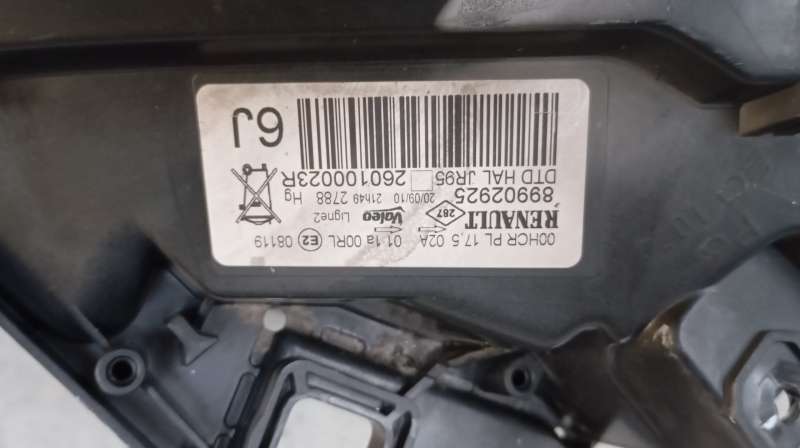 00HCR PL 17,5 02A 01 1a 00RL E2 08119
RENAULT 287 Valeo Ligne2
89902925 20/09/10 21h49 2788 Hg
DTD HAL JR95 260100023R
6J